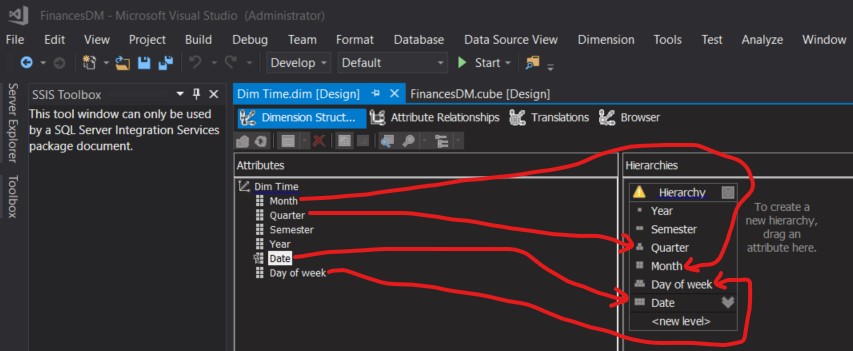 FinancesDM - Microsoft Visual Studio (Administrator)
File Edit View Project Build Debug Team Format Database Data Source View Dimension Tools Test Analyze Window
Develop Default Start
Server Explorer
Toolbox
SSIS Toolbox
This tool window can only be used
by a SQL Server Integration Services
package document.
Dim Time.dim [Design] FinancesDM.cube [Design]
Dimension Struct... Attribute Relationships Translations Browser
Attributes
Dim Time
Month
Quarter
Semester
Year
Date
Day of week
Hierarchies
Hierarchy
Year
Semester
Quarter
Month
Day of week
Date
<new level>
To create a
new hierarchy,
drag an
attribute here.